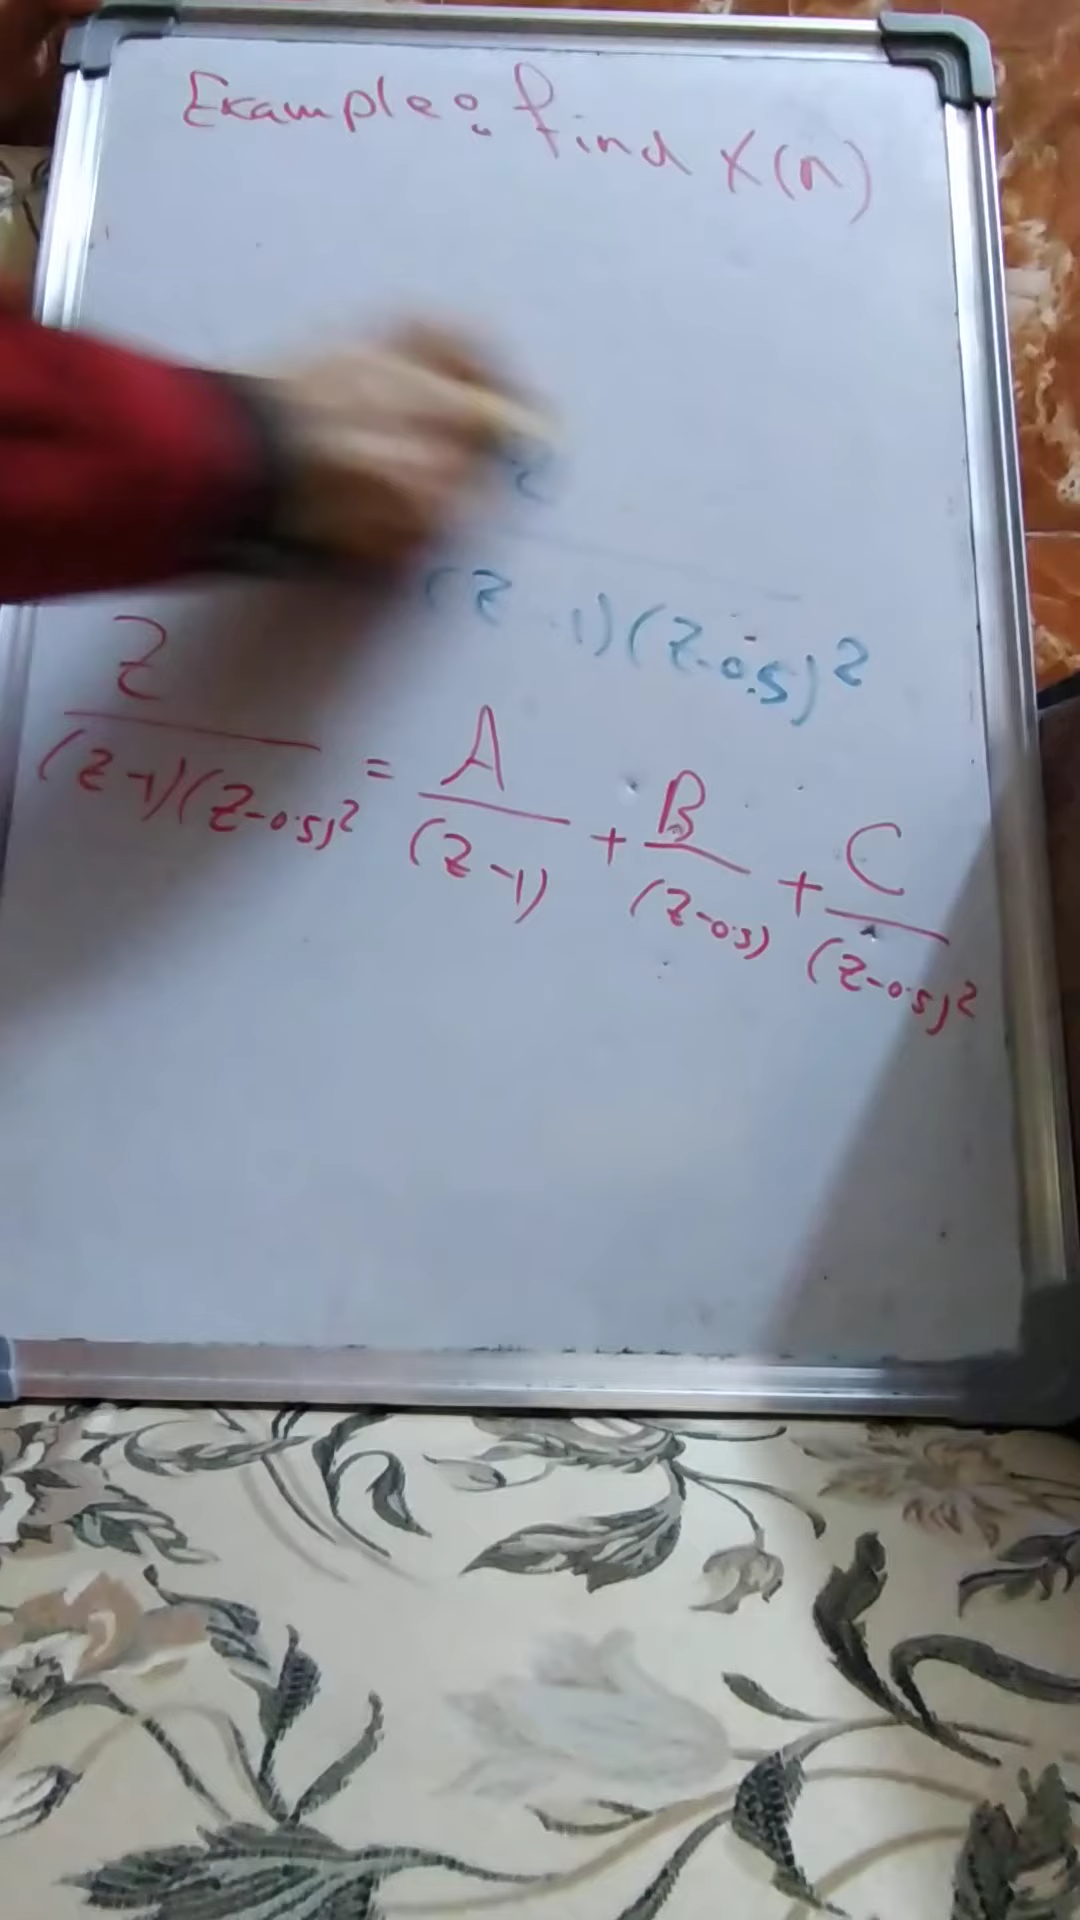 Example: find X(n)
z
(z-1)(z-0.5)²
z/(z-1)(z-0.5)² = A/(z-1) + B/(z-0.5) + C/(z-0.5)²